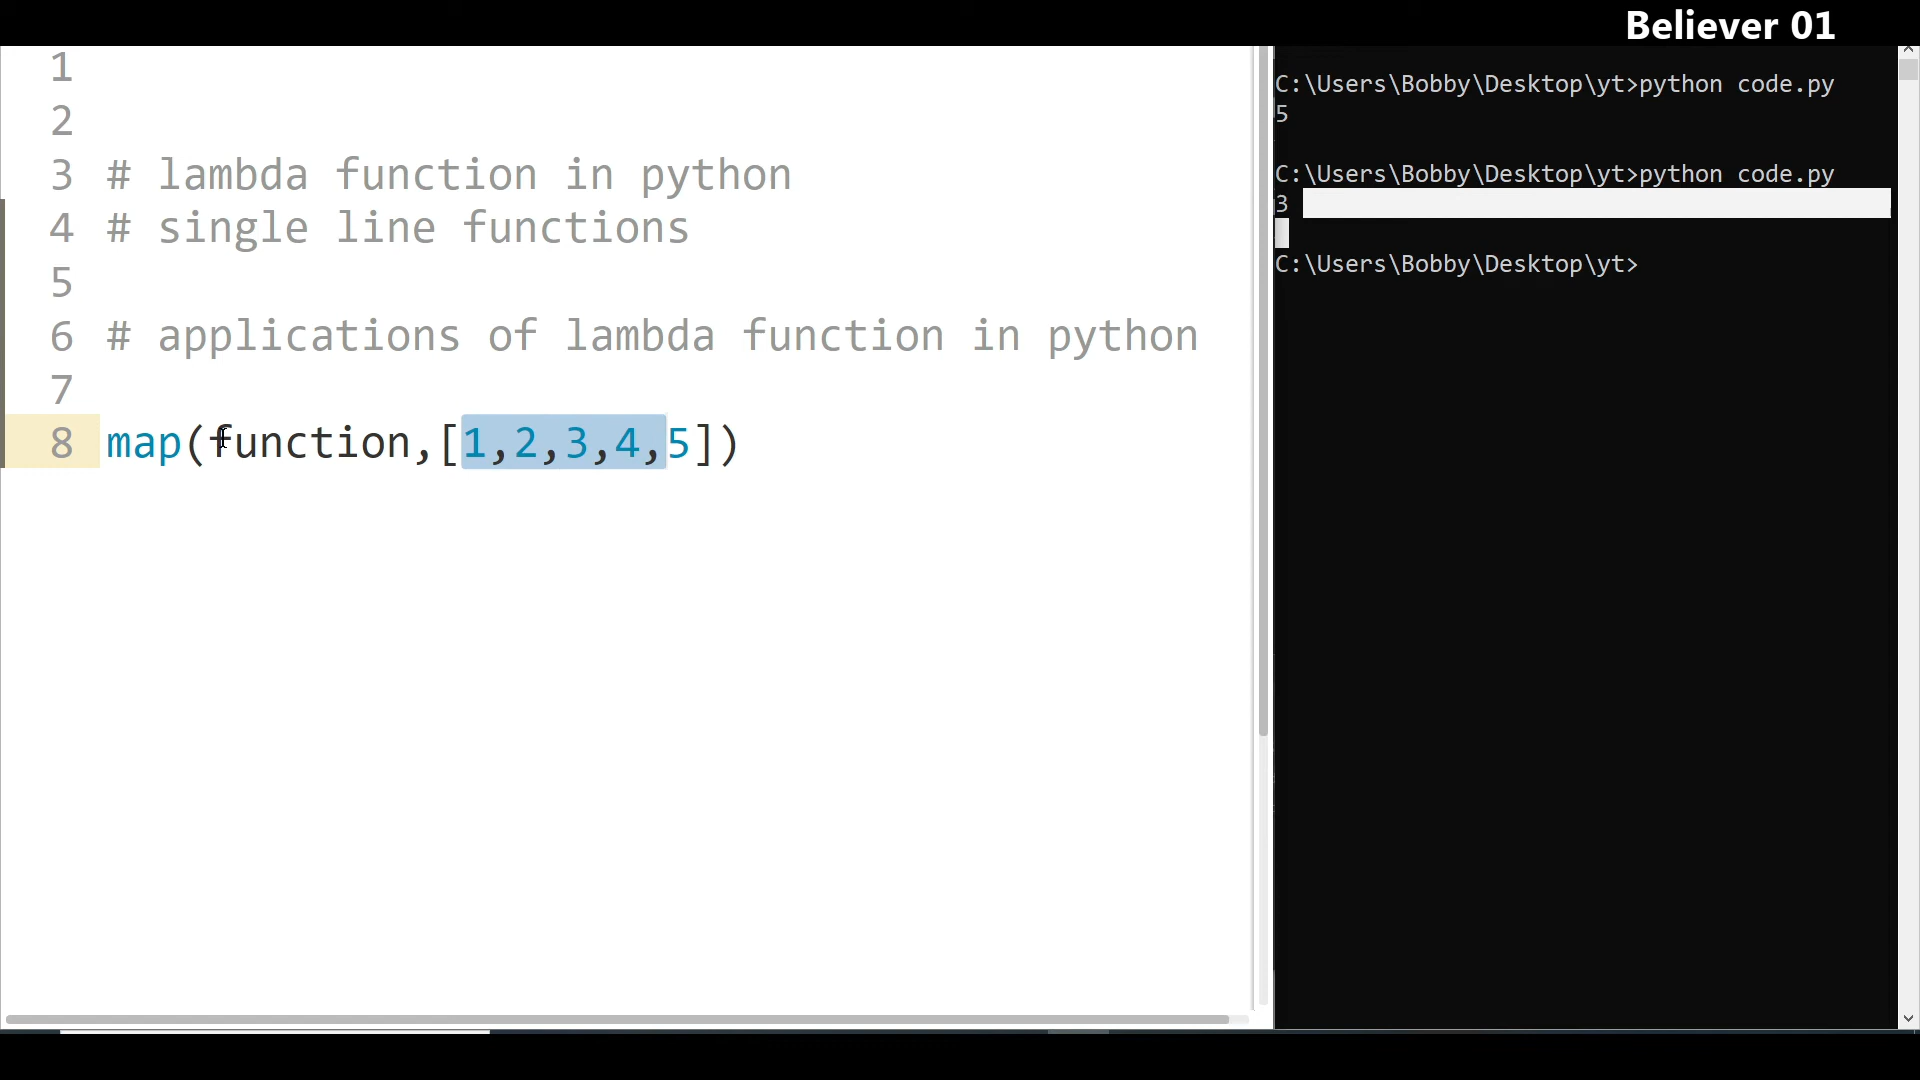 Believer 01
1
2
3 # lambda function in python
4 # single line functions
5
6 # applications of lambda function in python
7
8 map(function,[1,2,3,4,5])
C:\Users\Bobby\Desktop\yt>python code.py
5
C:\Users\Bobby\Desktop\yt>python code.py
3
C:\Users\Bobby\Desktop\yt>